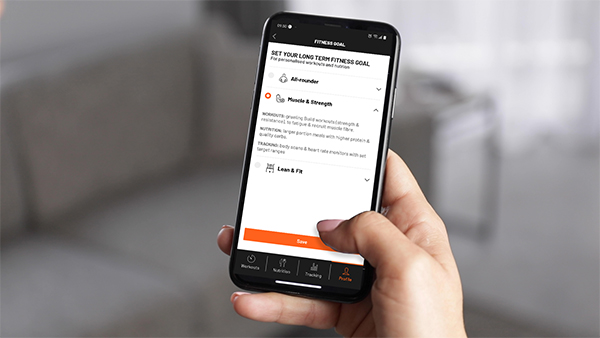 FITNESS GOAL
SET YOUR LONG TERM FITNESS GOAL
For personalised workouts and nutrition
All-rounder
Muscle & Strength
WORKOUTS: grueling Build workouts (strength &
resistance), to fatigue & recruit muscle fibre.
NUTRITION: larger portion meals with higher protein &
quality carbs.
TRACKING: body scans & heart rate monitors with set
target ranges
Lean & Fit
Save
Workouts
Nutrition
Tracking
Profile